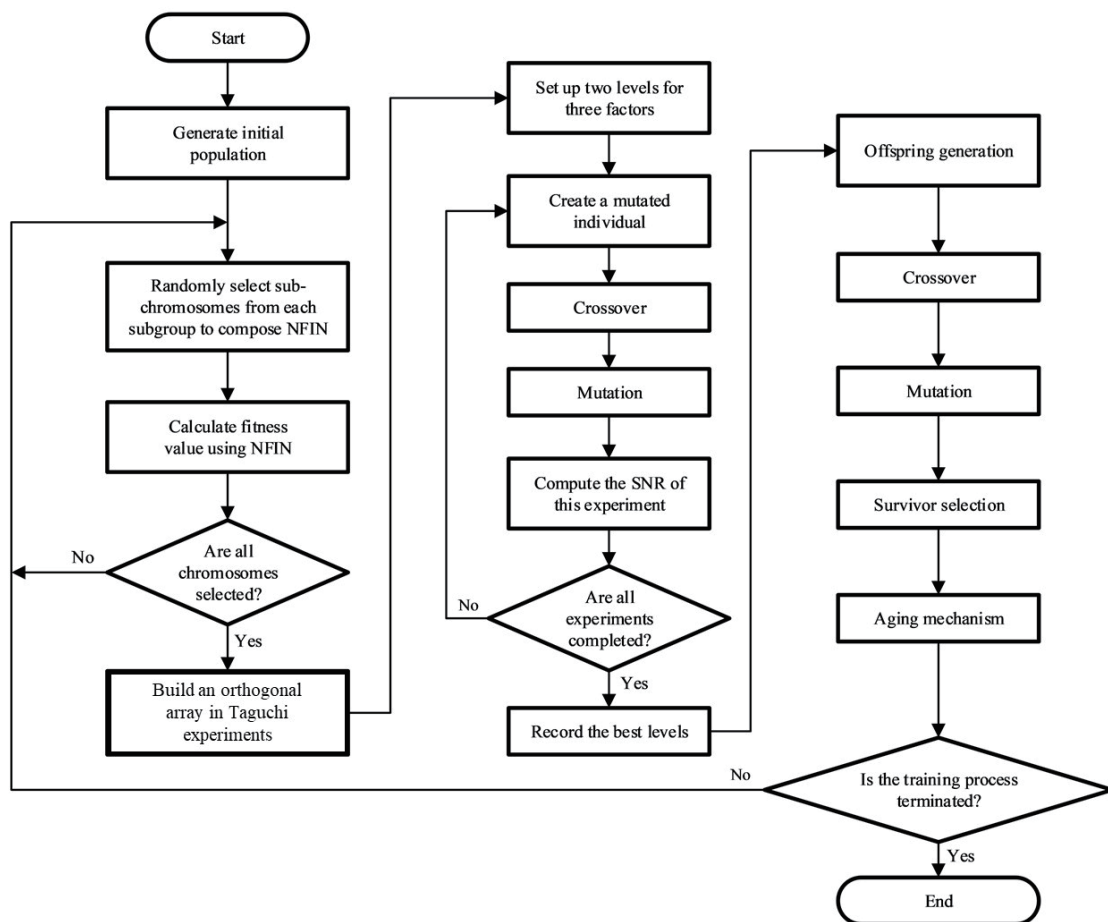 Start
Generate initial
population
Randomly select sub-
chromosomes from each
subgroup to compose NFIN
Calculate fitness
value using NFIN
No
Are all
chromosomes
selected?
Yes
Build an orthogonal
array in Taguchi
experiments
Set up two levels for
three factors
Create a mutated
individual
Crossover
Mutation
Compute the SNR of
this experiment
No
Are all
experiments
completed?
Yes
Record the best levels
Offspring generation
Crossover
Mutation
Survivor selection
Aging mechanism
No
Is the training process
terminated?
Yes
End